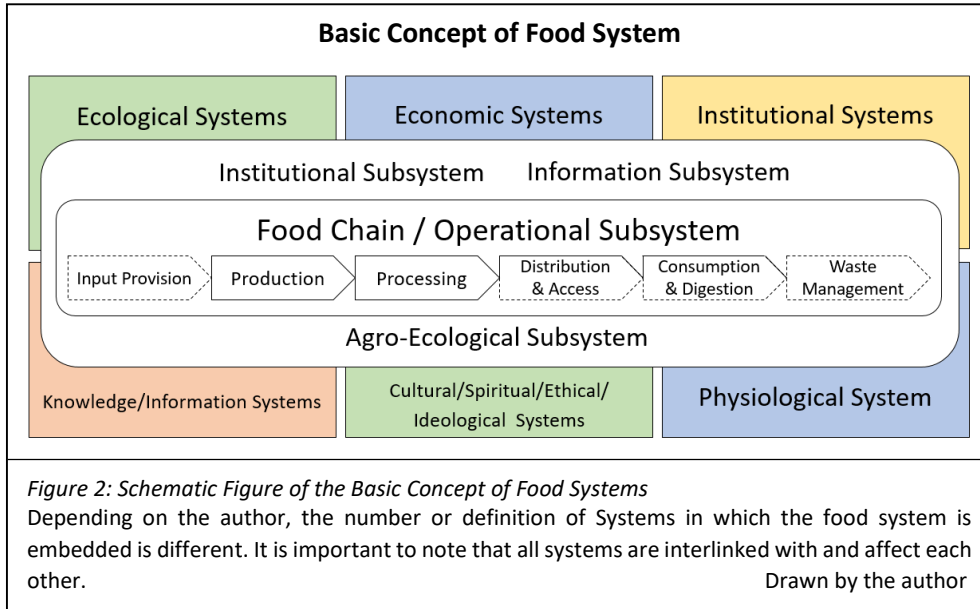 Basic Concept of Food System
Ecological Systems
Economic Systems
Institutional Systems
Institutional Subsystem
Information Subsystem
Food Chain / Operational Subsystem
Input Provision
Production
Processing
Distribution
& Access
Consumption
& Digestion
Waste
Management
Agro-Ecological Subsystem
Knowledge/Information Systems
Cultural/Spiritual/Ethical/
Ideological Systems
Physiological System
Figure 2: Schematic Figure of the Basic Concept of Food Systems
Depending on the author, the number or definition of Systems in which the food system is
embedded is different. It is important to note that all systems are interlinked with and affect each
other. Drawn by the author